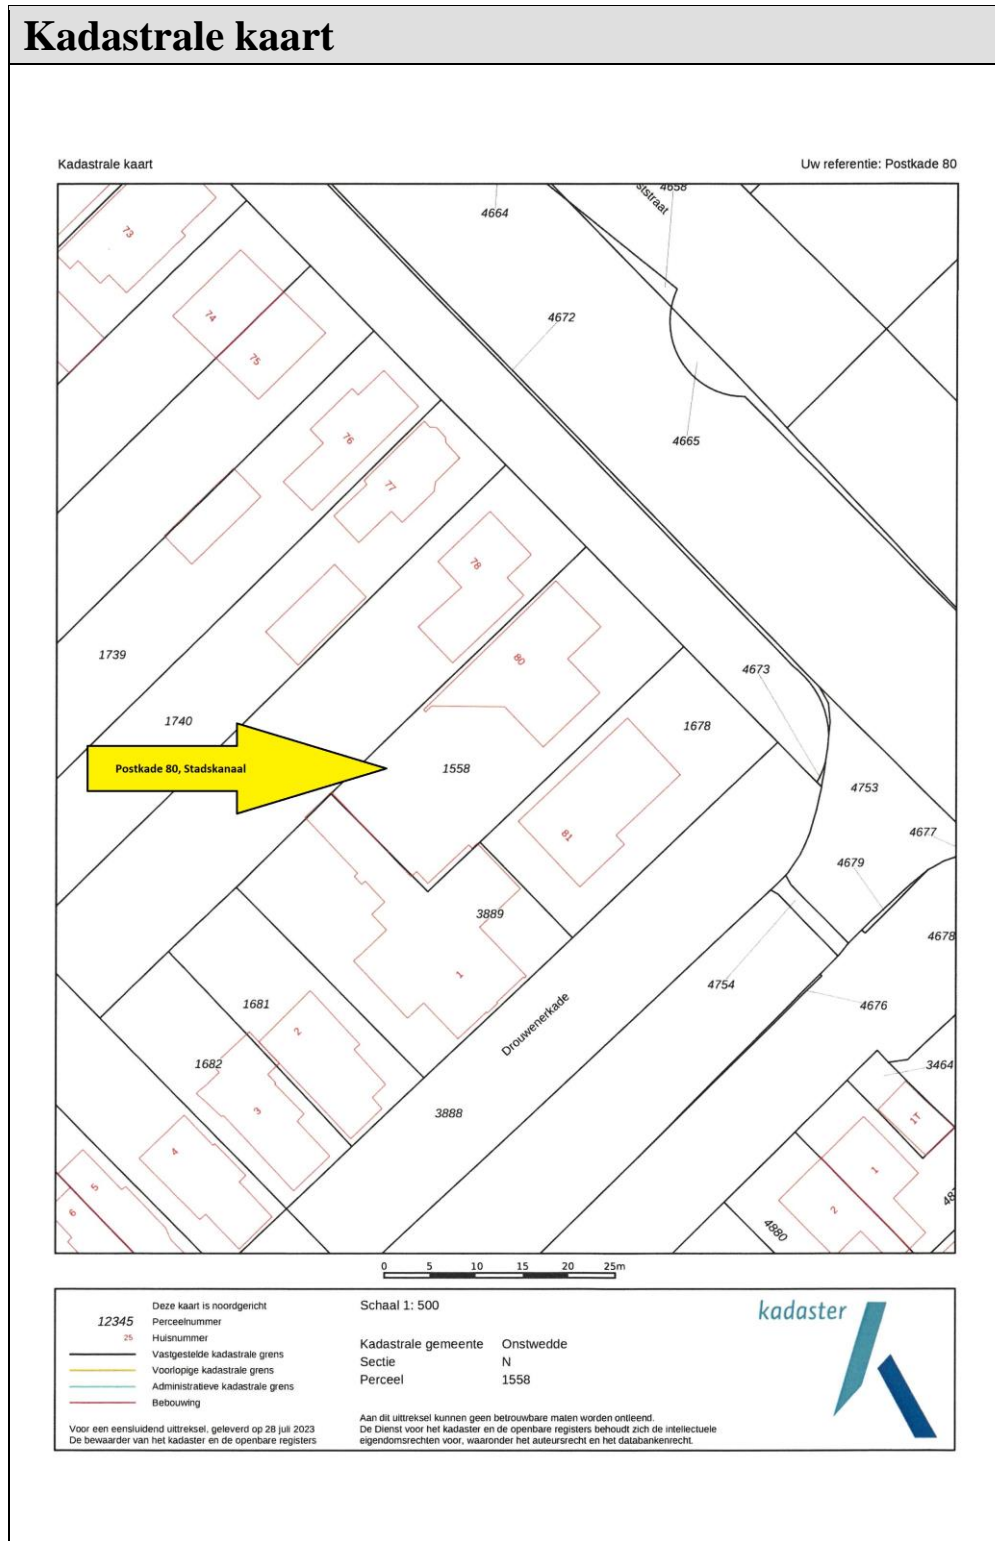 Kadastrale kaart
Kadastrale kaart
Uw referentie: Postkade 80
4658
4664
73
4672
74
75
4665
76
77
78
1739
80
4673
1740
1678
Postkade 80, Stadskanaal
1558
4753
81
4677
4679
3889
4678
1
4754
1681
4676
2
Drouwenerkade
1682
3464
3
3888
1T
4
1
5
2
6
4880
0 5 10 15 20 25m
Deze kaart is noordgericht
12345 Perceelnummer
25 Huisnummer
Vastgestelde kadastrale grens
Voorlopige kadastrale grens
Administratieve kadastrale grens
Bebouwing
Voor een eensluidend uittreksel, geleverd op 28 juli 2023
De bewaarder van het kadaster en de openbare registers
Schaal 1: 500
Kadastrale gemeente Onstwedde
Sectie N
Perceel 1558
Aan dit uittreksel kunnen geen betrouwbare maten worden ontleend.
De Dienst voor het kadaster en de openbare registers behoudt zich de intellectuele
eigendomsrechten voor, waaronder het auteursrecht en het databankenrecht.
kadaster